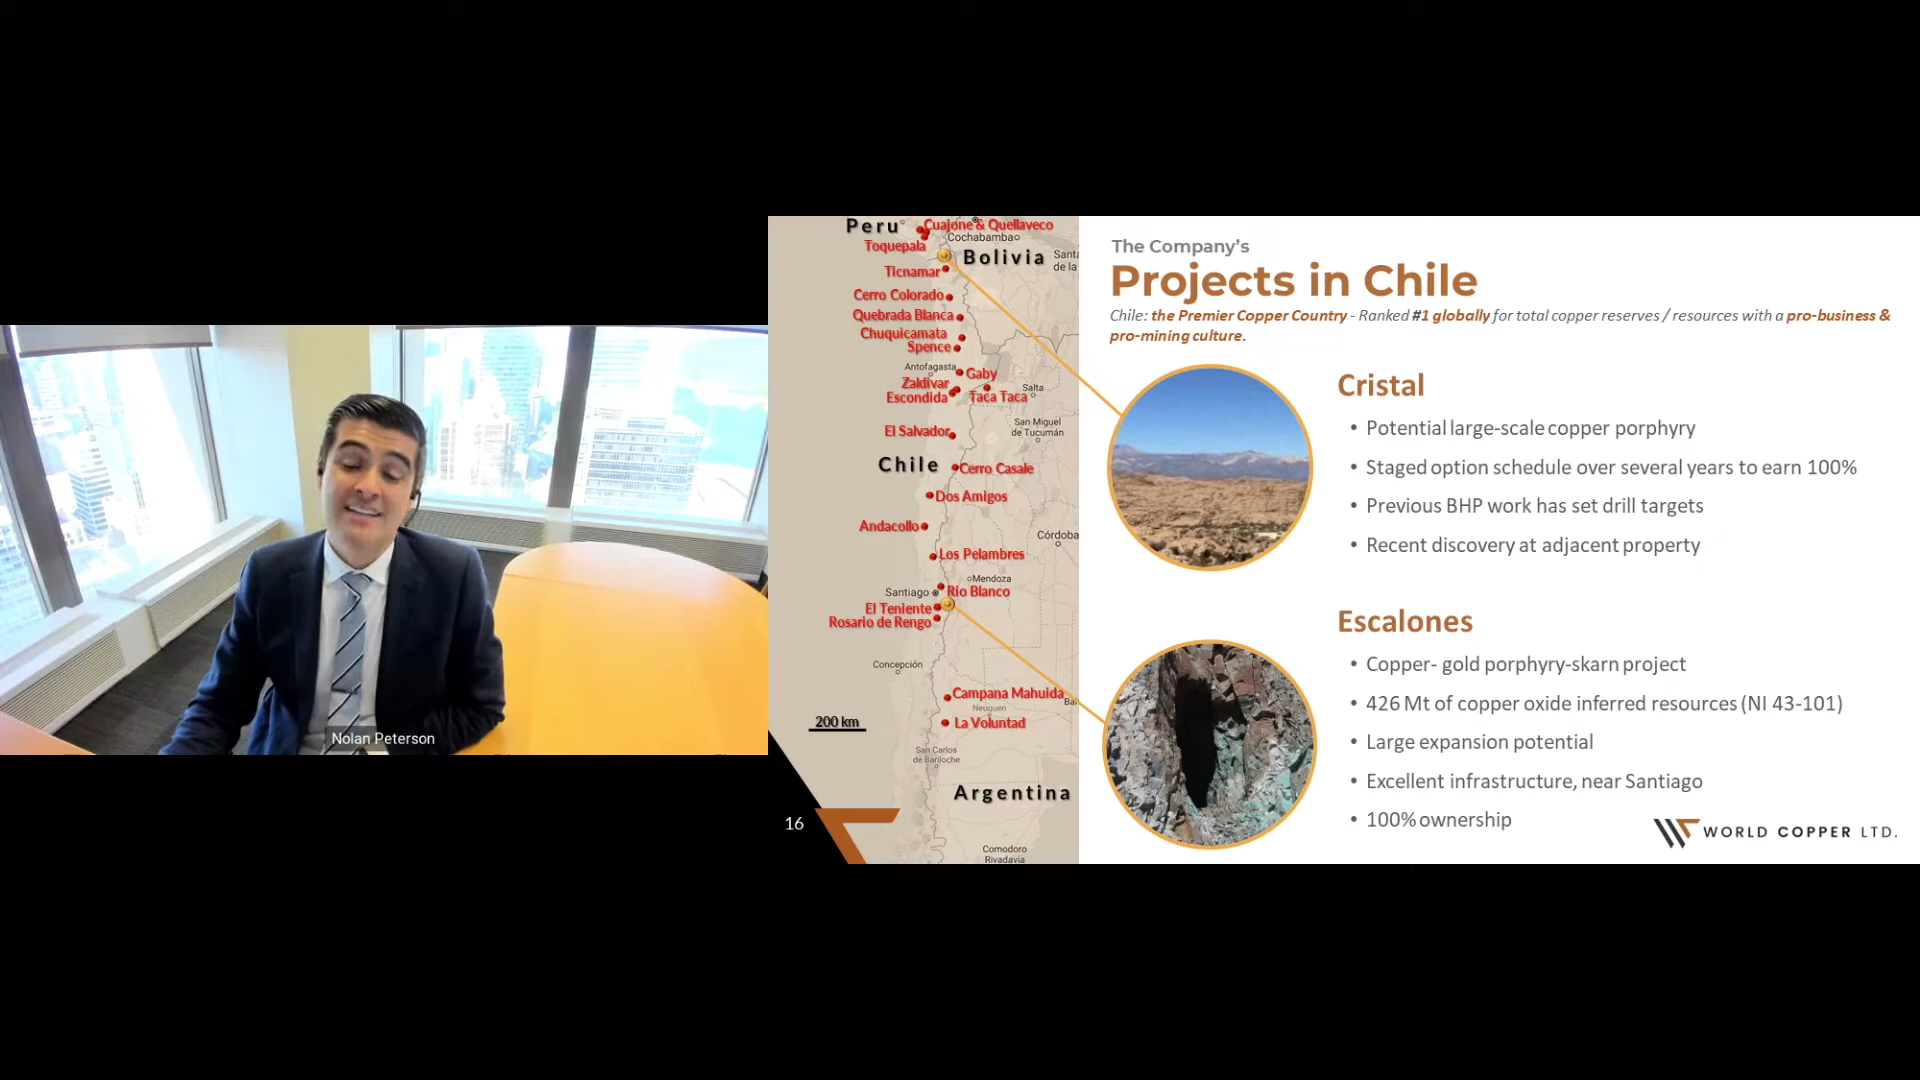 Nolan Peterson
Peru
Cuajone & Quellaveco
Cochabamba
Toquepala
Bolivia
Santa
de la
Ticnamar
Cerro Colorado
Quebrada Blanca
Chuquicamata
Spence
Antofagasta
Gaby
Zaldivar
Salta
Escondida
Taca Taca
San Miguel
de Tucumán
El Salvador
Chile
Cerro Casale
Dos Amigos
Andacollo
Córdoba
Los Pelambres
Mendoza
Santiago
Rio Blanco
El Teniente
Rosario de Rengo
Concepción
Campana Mahuida
Neuquen
200 km
La Voluntad
San Carlos
de Bariloche
Argentina
16
Comodoro
Rivadavia
The Company’s
Projects in Chile
Chile: the Premier Copper Country - Ranked #1 globally for total copper reserves / resources with a pro-business &
pro-mining culture.
Cristal
• Potential large-scale copper porphyry
• Staged option schedule over several years to earn 100%
• Previous BHP work has set drill targets
• Recent discovery at adjacent property
Escalones
• Copper- gold porphyry-skarn project
• 426 Mt of copper oxide inferred resources (NI 43-101)
• Large expansion potential
• Excellent infrastructure, near Santiago
• 100% ownership
WORLD COPPER LTD.